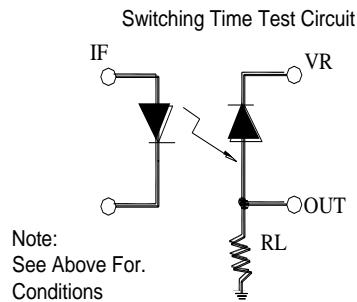 Switching Time Test Circuit
IF
VR
OUT
RL
Note:
See Above For.
Conditions